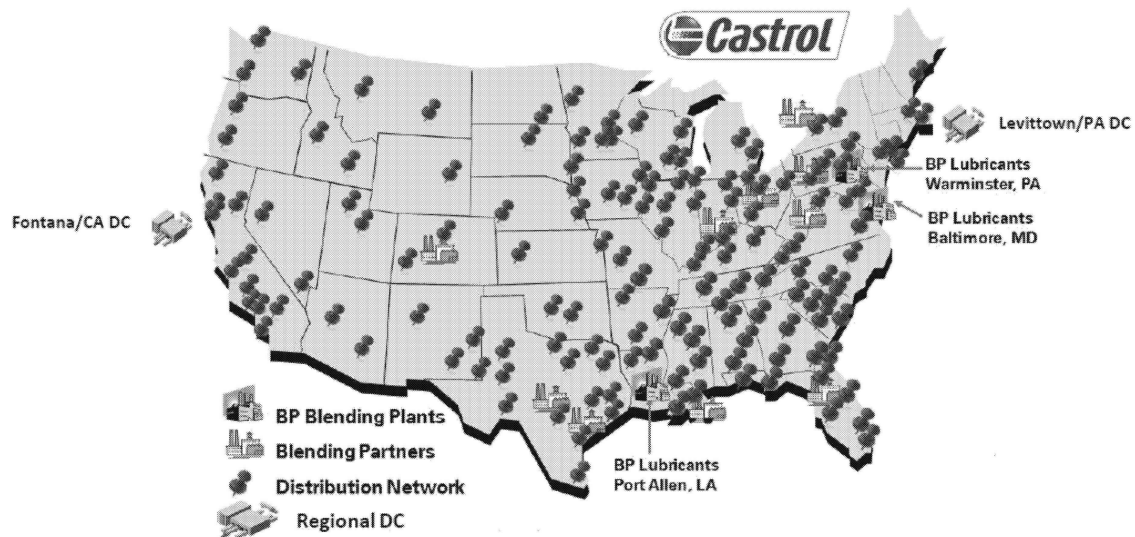 Castrol
Levittown/PA DC
BP Lubricants
Warminster, PA
Fontana/CA DC
BP Lubricants
Baltimore, MD
BP Blending Plants
Blending Partners
BP Lubricants
Port Allen, LA
Distribution Network
Regional DC